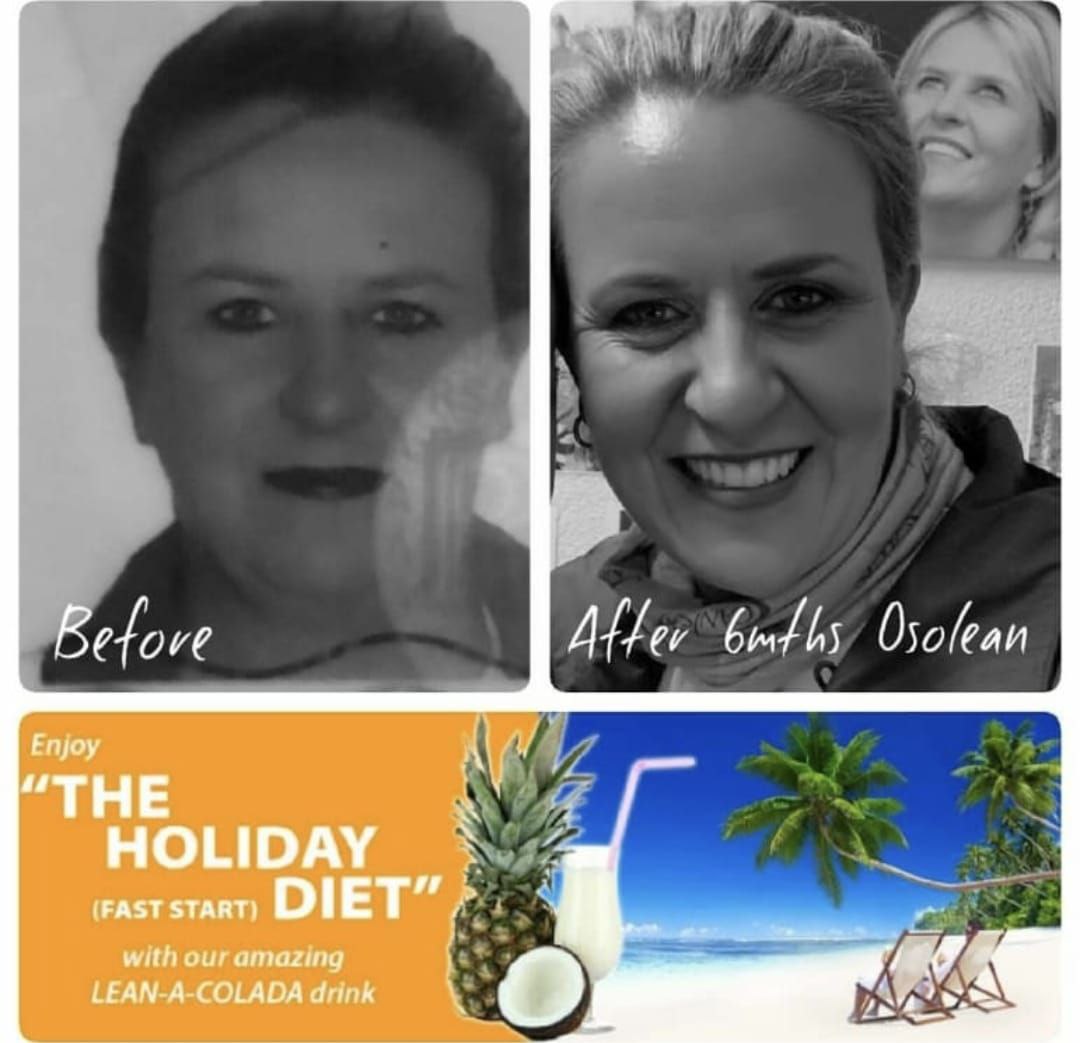 Before
After 6mths Osolean
Enjoy
“THE
HOLIDAY
(FAST START) DIET”
with our amazing
LEAN-A-COLADA drink